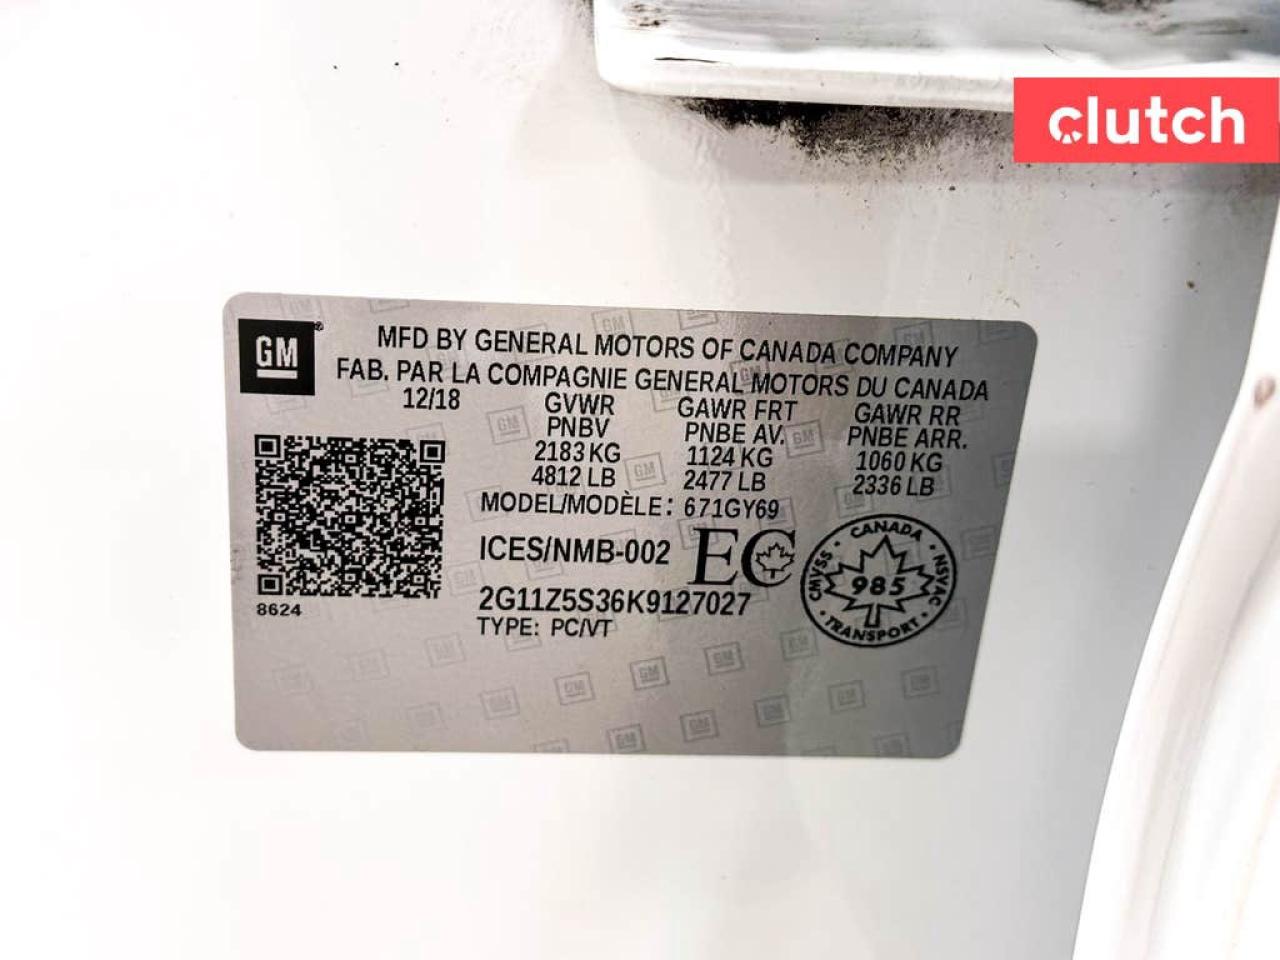 clutch
GM
MFD BY GENERAL MOTORS OF CANADA COMPANY
FAB. PAR LA COMPAGNIE GENERAL MOTORS DU CANADA
12/18 GVWR GAWR FRT GAWR RR
PNBV PNBE AV. PNBE ARR.
2183 KG 1124 KG 1060 KG
4812 LB 2477 LB 2336 LB
MODEL/MODÈLE: 671GY69
ICES/NMB-002 EC
CANADA
CMVSS 985 NSVAC
TRANSPORT
2G11Z5S36K9127027
8624
TYPE: PC/VT